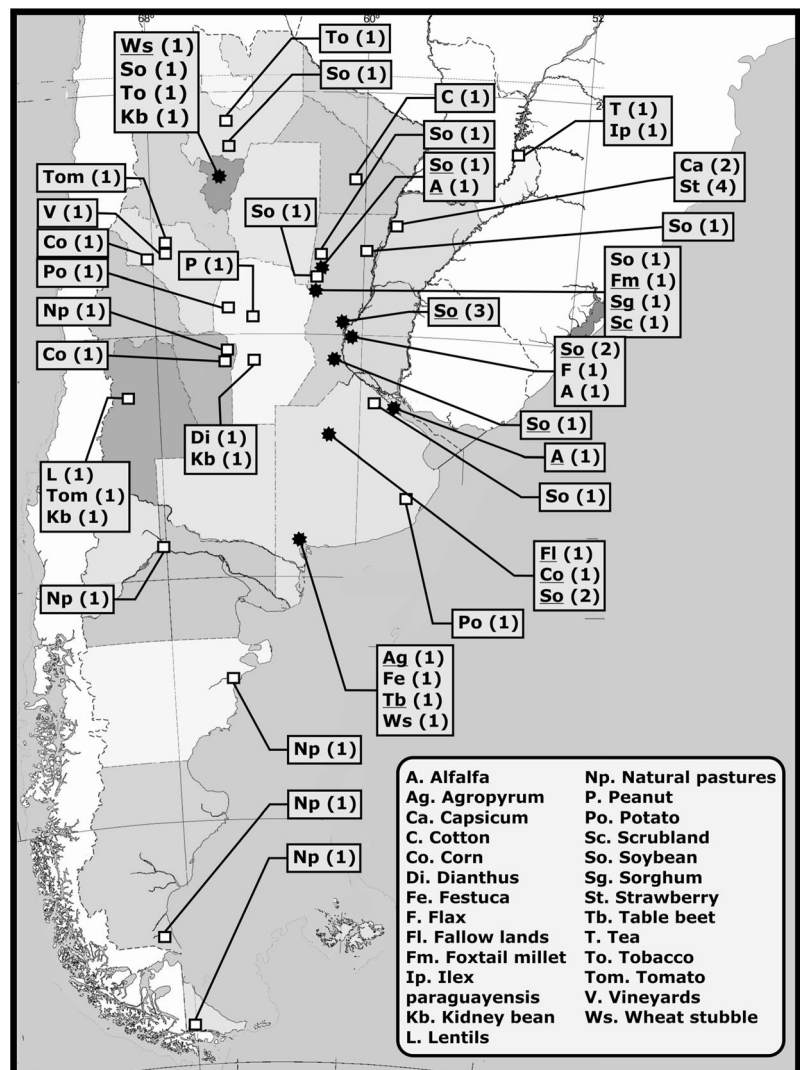 68°
60°
52
Ws (1)
So (1)
To (1)
Kb (1)
To (1)
So (1)
C (1)
So (1)
So (1)
A (1)
T (1)
Ip (1)
Ca (2)
St (4)
So (1)
Tom (1)
V (1)
Co (1)
Po (1)
Np (1)
Co (1)
So (1)
P (1)
So (1)
Fm (1)
Sg (1)
Sc (1)
So (3)
So (2)
F (1)
A (1)
So (1)
A (1)
So (1)
Di (1)
Kb (1)
L (1)
Tom (1)
Kb (1)
Np (1)
Fl (1)
Co (1)
So (2)
Po (1)
Ag (1)
Fe (1)
Tb (1)
Ws (1)
Np (1)
Np (1)
Np (1)
A. Alfalfa
Ag. Agropyrum
Ca. Capsicum
C. Cotton
Co. Corn
Di. Dianthus
Fe. Festuca
F. Flax
Fl. Fallow lands
Fm. Foxtail millet
Ip. Ilex
paraguayensis
Kb. Kidney bean
L. Lentils
Np. Natural pastures
P. Peanut
Po. Potato
Sc. Scrubland
So. Soybean
Sg. Sorghum
St. Strawberry
Tb. Table beet
T. Tea
To. Tobacco
Tom. Tomato
V. Vineyards
Ws. Wheat stubble